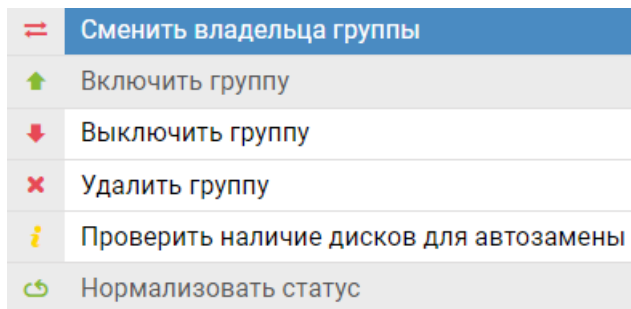 Сменить владельца группы
Включить группу
Выключить группу
Удалить группу
Проверить наличие дисков для автозамены
Нормализовать статус